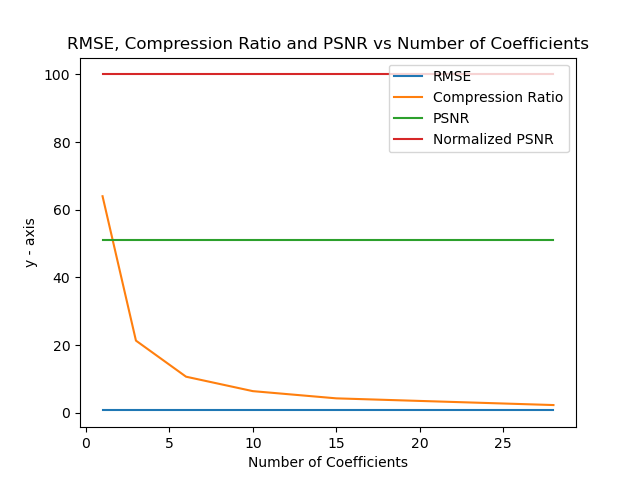 RMSE, Compression Ratio and PSNR vs Number of Coefficients
100
80
60
40
20
0
y - axis
RMSE
Compression Ratio
PSNR
Normalized PSNR
0
5
10
15
20
25
Number of Coefficients